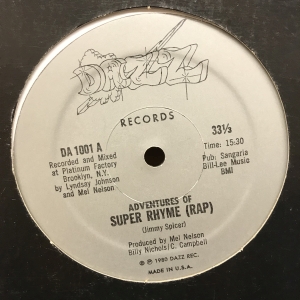 DAZZ
RECORDS
DA 1001 A
Recorded and Mixed
at Platinum Factory
Brooklyn, N.Y.
by Lyndsay Johnson
and Mel Nelson
33⅓
Time: 15:30
Pub: Sangaria
Bill-Lee Music
BMI
ADVENTURES OF
SUPER RHYME (RAP)
(Jimmy Spicer)
Produced by Mel Nelson
Billy Nichols/C. Campbell
© ℗ 1980 DAZZ REC.
MADE IN U.S.A.